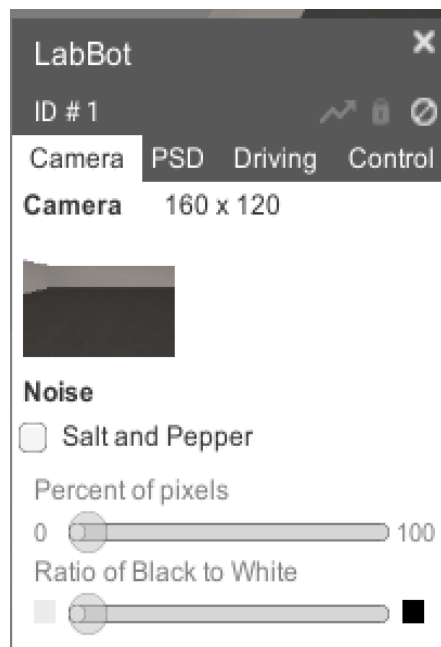 LabBot
ID # 1
Camera PSD Driving Control
Camera 160 x 120
Noise
Salt and Pepper
Percent of pixels
0 100
Ratio of Black to White